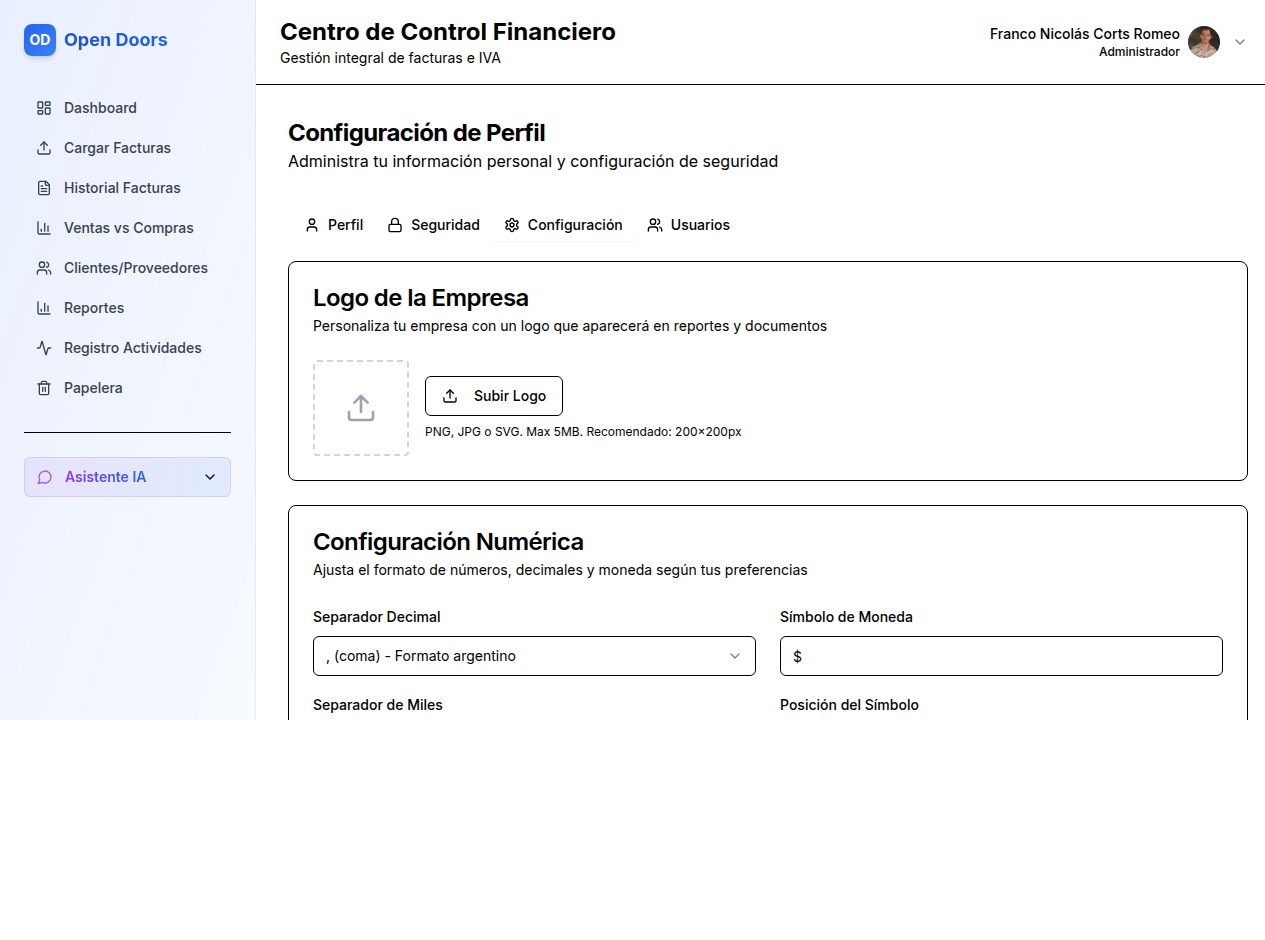 OD Open Doors
Dashboard
Cargar Facturas
Historial Facturas
Ventas vs Compras
Clientes/Proveedores
Reportes
Registro Actividades
Papelera
Asistente IA
Centro de Control Financiero
Gestión integral de facturas e IVA
Franco Nicolás Corts Romeo
Administrador
Configuración de Perfil
Administra tu información personal y configuración de seguridad
Perfil Seguridad Configuración Usuarios
Logo de la Empresa
Personaliza tu empresa con un logo que aparecerá en reportes y documentos
Subir Logo
PNG, JPG o SVG. Max 5MB. Recomendado: 200x200px
Configuración Numérica
Ajusta el formato de números, decimales y moneda según tus preferencias
Separador Decimal
, (coma) - Formato argentino
Símbolo de Moneda
$
Separador de Miles
Posición del Símbolo